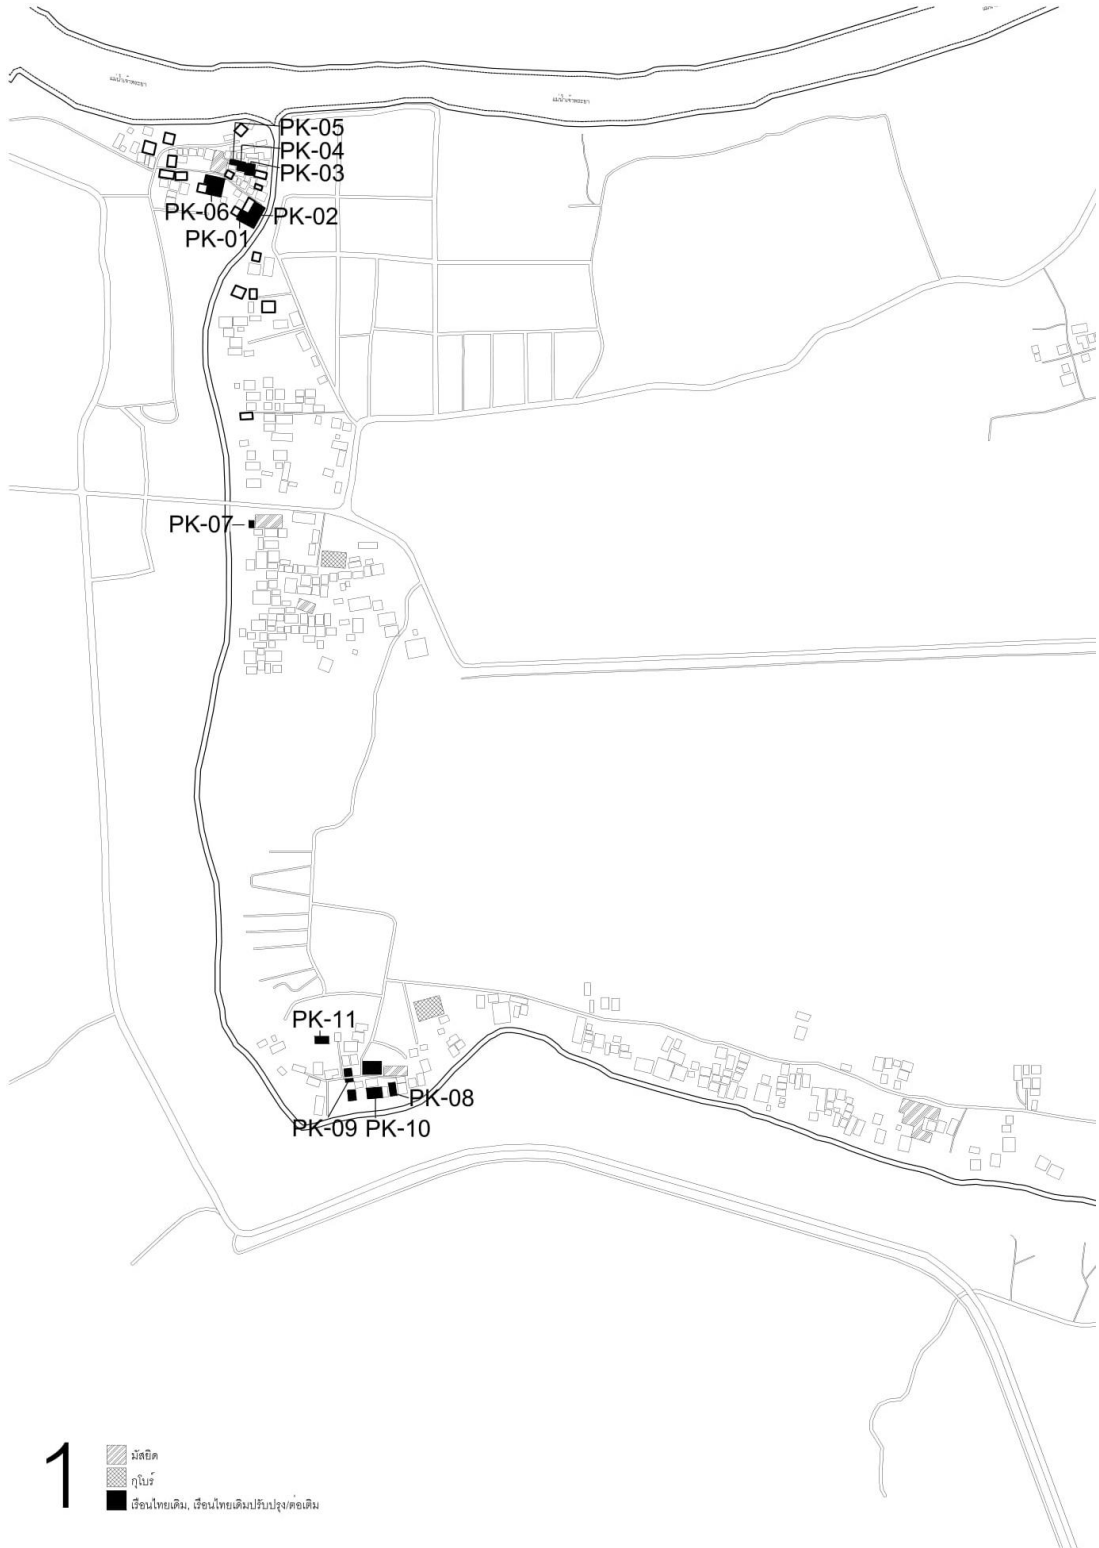 แม่น้ำเจ้าพระยา
แม่น้ำเจ้าพระยา
PK-05
PK-04
PK-03
PK-06
PK-02
PK-01
PK-07
PK-11
PK-08
PK-09 PK-10
1
มัสยิด
กุโบร์
เรือนไทยเดิม, เรือนไทยเดิมปรับปรุง/ต่อเติม